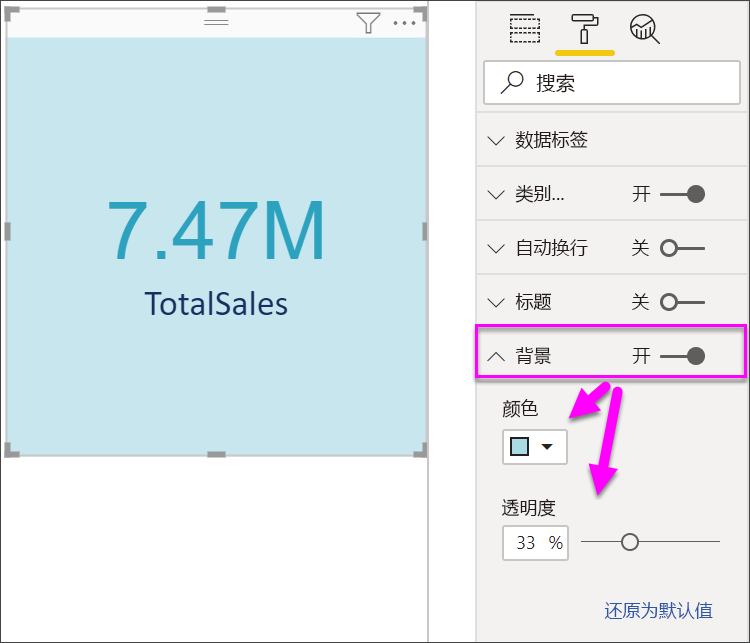 7.47M
TotalSales
搜索
数据标签
类别... 开
自动换行 关
标题 关
背景 开
颜色
透明度
33 %
还原为默认值